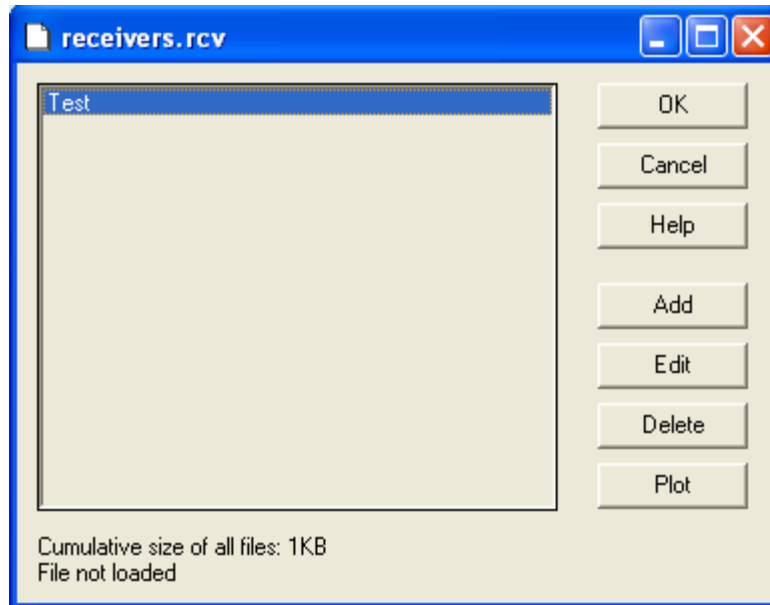 receivers.rcv
Test
OK
Cancel
Help
Add
Edit
Delete
Plot
Cumulative size of all files: 1KB
File not loaded